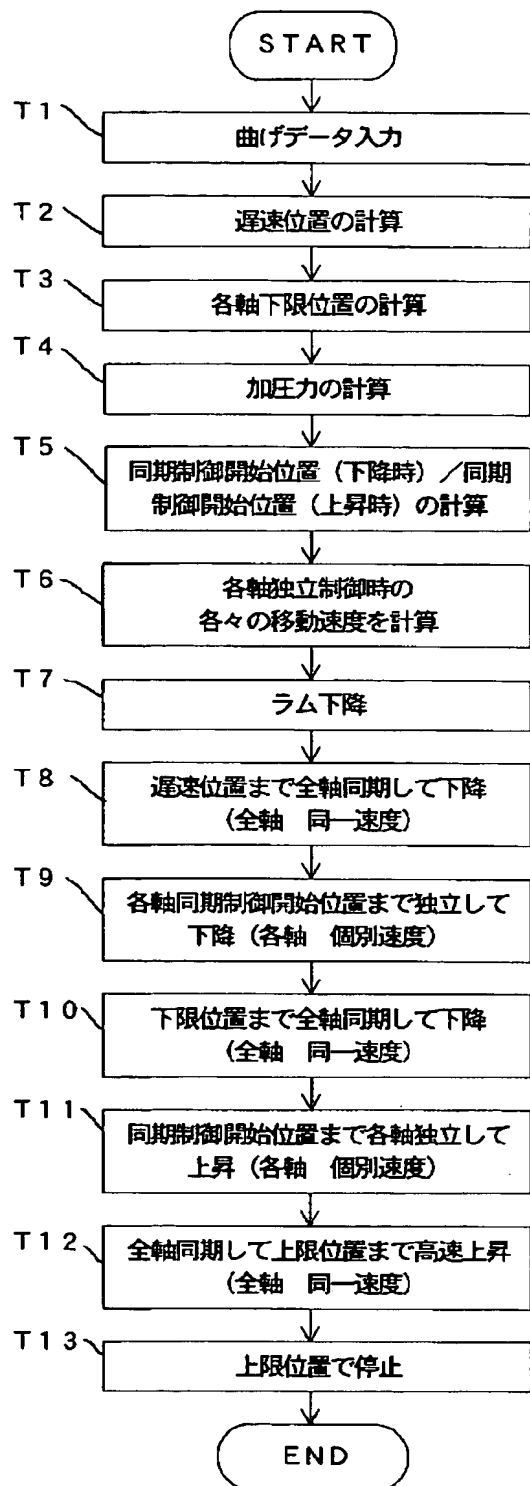 START
T1
曲げデータ入力
T2
遅速位置の計算
T3
各軸下限位置の計算
T4
加圧力の計算
T5
同期制御開始位置（下降時）／同期
制御開始位置（上昇時）の計算
T6
各軸独立制御時の
各々の移動速度を計算
T7
ラム下降
T8
遅速位置まで全軸同期して下降
（全軸　同一速度）
T9
各軸同期制御開始位置まで独立して
下降（各軸　個別速度）
T10
下限位置まで全軸同期して下降
（全軸　同一速度）
T11
同期制御開始位置まで各軸独立して
上昇（各軸　個別速度）
T12
全軸同期して上限位置まで高速上昇
（全軸　同一速度）
T13
上限位置で停止
END